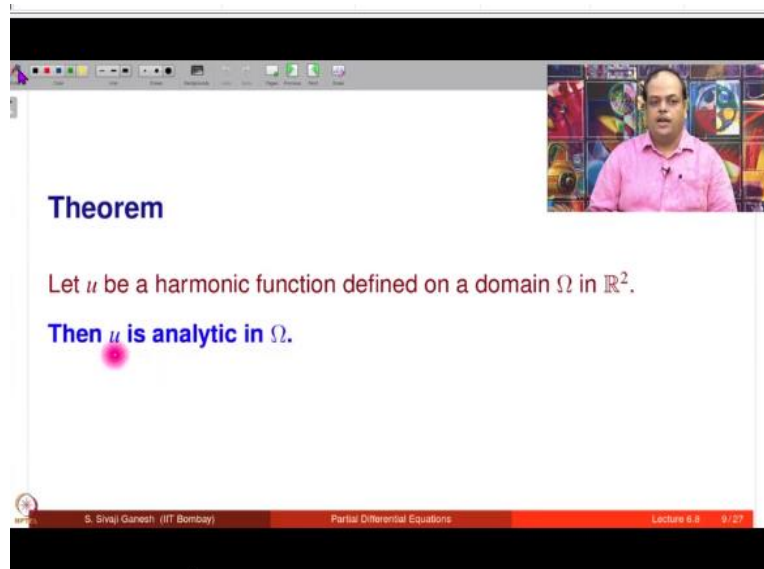 Theorem
Let u be a harmonic function defined on a domain Ω in ℝ².
Then u is analytic in Ω.
S. Sivaji Ganesh (IIT Bombay) Partial Differential Equations Lecture 6.8 9/27